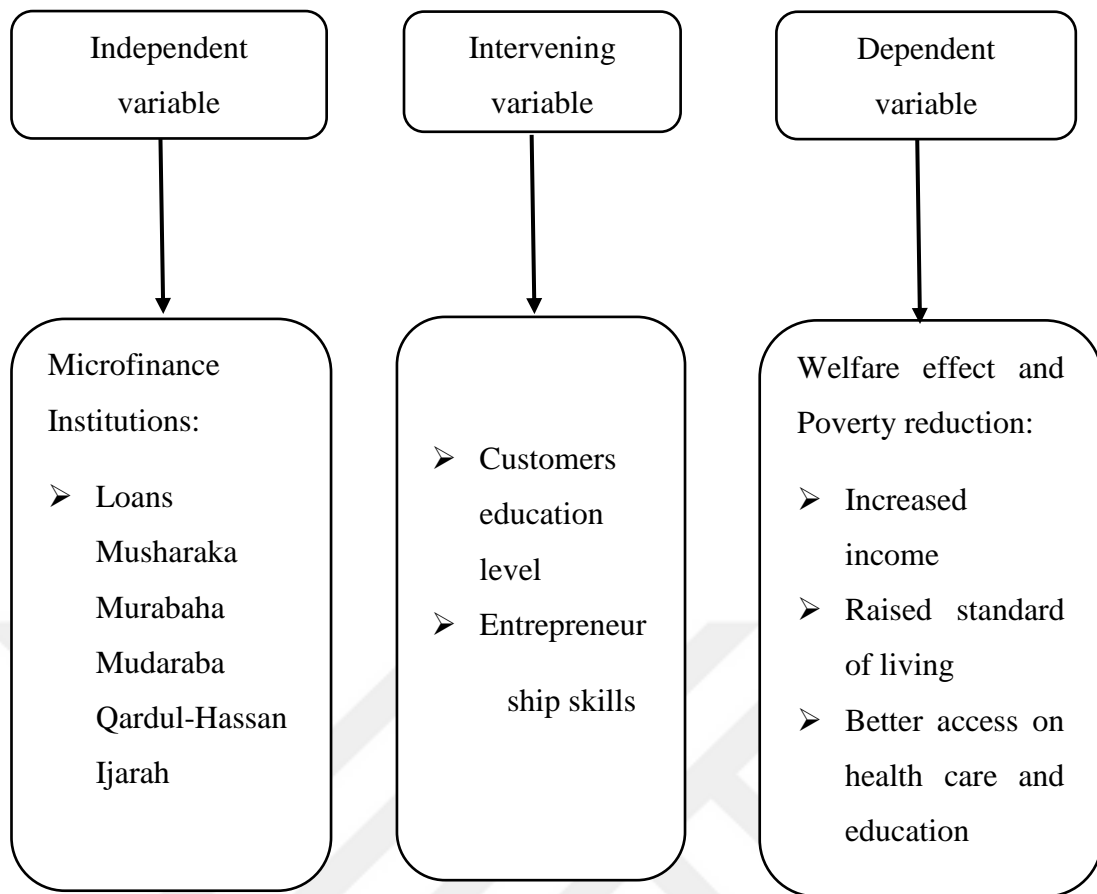 Independent
variable
Intervening
variable
Dependent
variable
Microfinance
Institutions:
➢ Loans
Musharaka
Murabaha
Mudaraba
Qardul-Hassan
Ijarah
➢ Customers
education
level
➢ Entrepreneur
ship skills
Welfare effect and
Poverty reduction:
➢ Increased
income
➢ Raised standard
of living
➢ Better access on
health care and
education